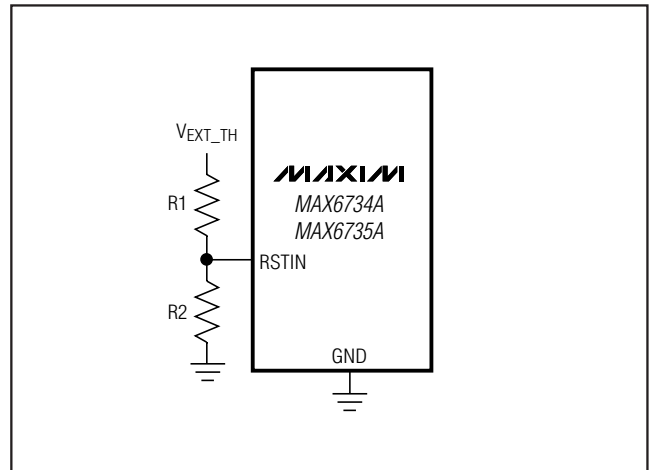 VEXT_TH
R1
MAXIM
MAX6734A
MAX6735A
RSTIN
R2
GND